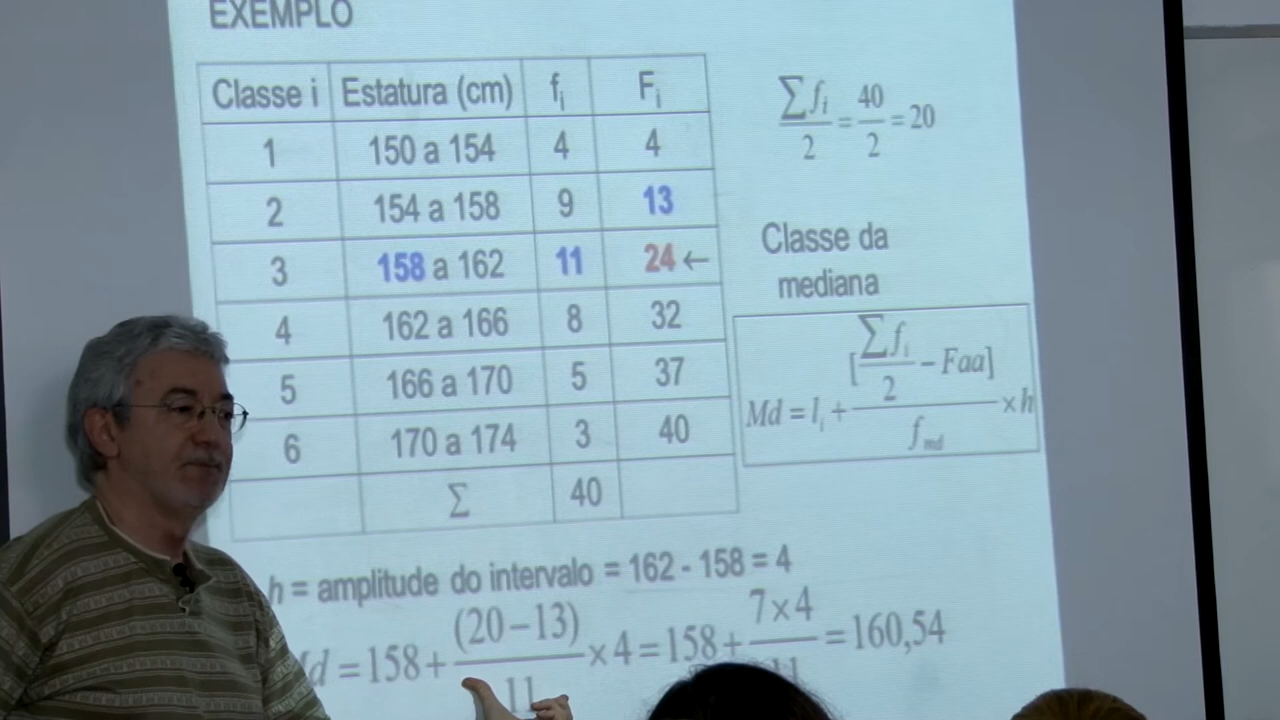 EXEMPLO
Classe i Estatura (cm) fi Fi
1 150 a 154 4 4
2 154 a 158 9 13
3 158 a 162 11 24 ←
4 162 a 166 8 32
5 166 a 170 5 37
6 170 a 174 3 40
Σ 40
∑fi/2 = 40/2 = 20
Classe da
mediana
Md = li + [∑fi/2 − Faa]/fmd × h
h = amplitude do intervalo = 162 - 158 = 4
d = 158 + (20−13)/11 × 4 = 158 + 7×4/11 = 160,54